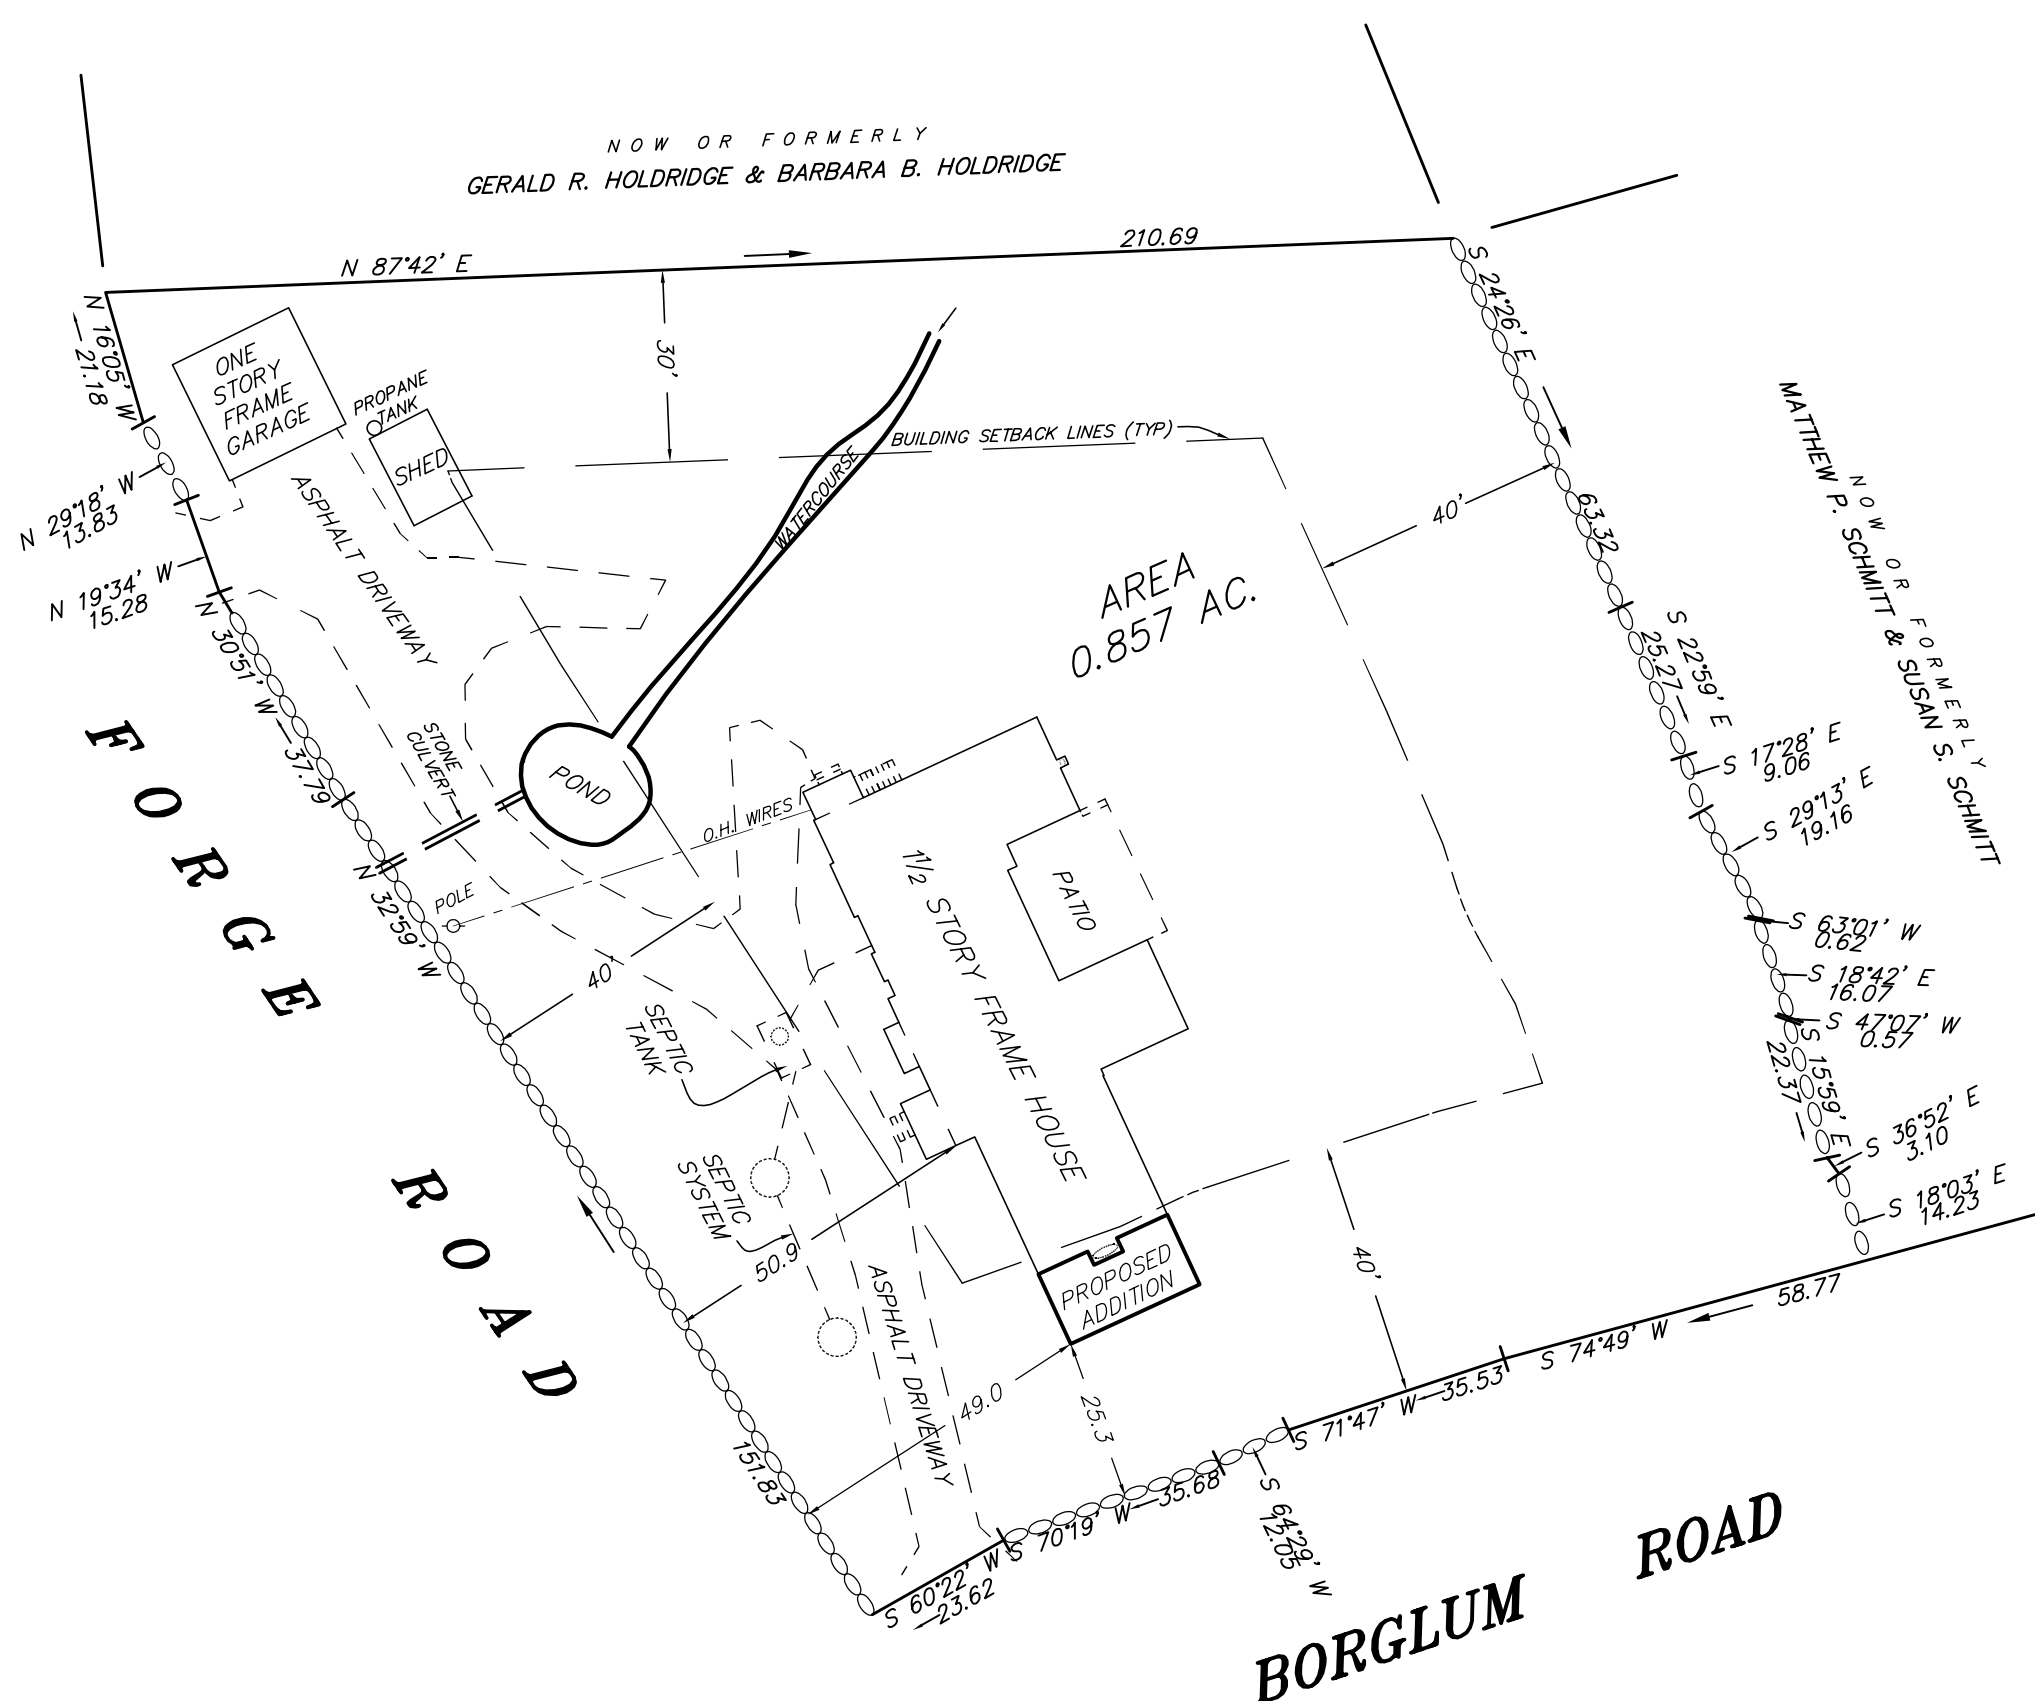 NOW OR FORMERLY
GERALD R. HOLDRIDGE & BARBARA B. HOLDRIDGE
N 87°42' E
210.69
N 16°05' W
21.18
ONE
STORY
FRAME
GARAGE
PROPANE
TANK
SHED
30'
BUILDING SETBACK LINES (TYP)
WATERCOURSE
S 24°26' E
63.32
40'
MATTHEW P. SCHMITT & SUSAN S. SCHMITT
NOW OR FORMERLY
N 29°18' W
13.83
N 19°34' W
15.28
ASPHALT DRIVEWAY
AREA
0.857 AC.
N 30°51' W
37.79
S 22°59' E
25.27
S 17°28' E
9.06
S 29°13' E
19.16
STONE
CULVERT
POND
O.H. WIRES
POLE
N 32°59' W
151.83
FORGE ROAD
1 1/2 STORY FRAME HOUSE
PATIO
S 63°01' W
0.62
S 18°42' E
16.07
S 47°07' W
0.57
S 15°59' E
22.37
S 36°52' E
3.10
S 18°03' E
14.23
40'
SEPTIC
TANK
SEPTIC
SYSTEM
50.9
ASPHALT DRIVEWAY
PROPOSED
ADDITION
40'
49.0
25.3
58.77
S 74°49' W
S 71°47' W
35.53
S 64°29' W
12.05
S 70°19' W
35.68
S 60°22' W
23.62
BORGLUM ROAD